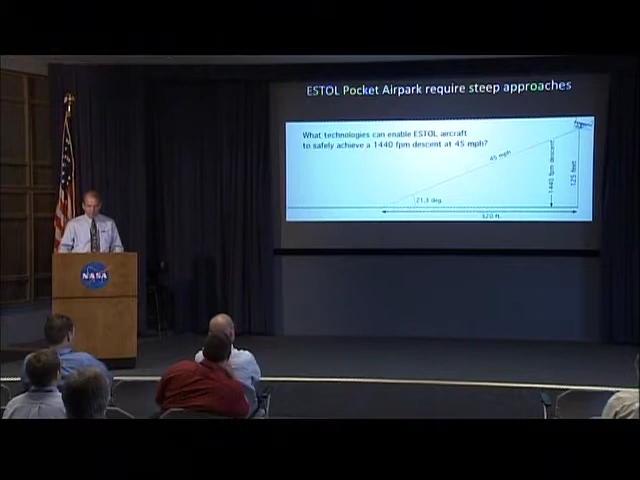 ESTOL Pocket Airpark require steep approaches
What technologies can enable ESTOL aircraft
to safely achieve a 1440 fpm descent at 45 mph?
45 mph
1440 fpm descent
125 feet
21.3 deg.
320 ft.
NASA